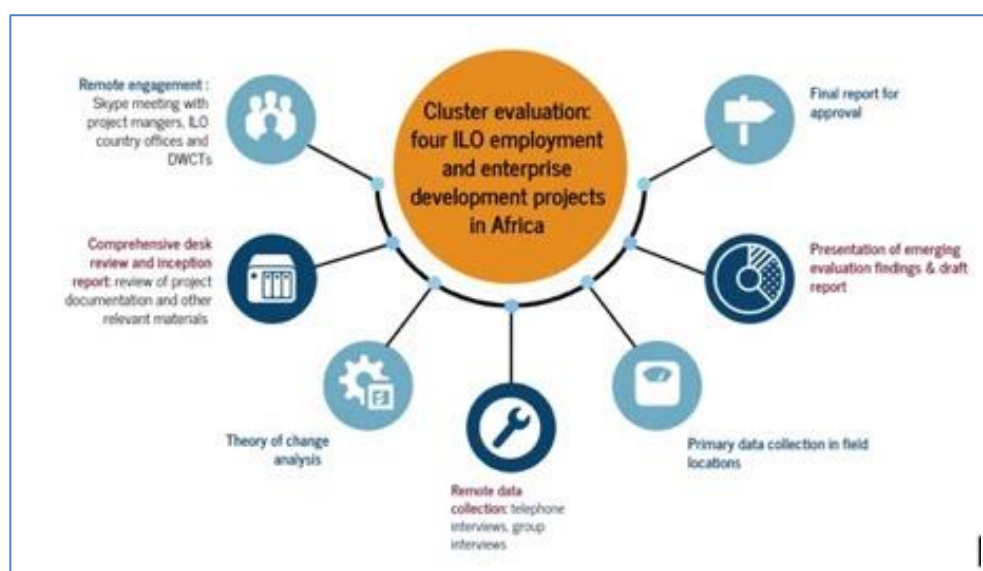 Cluster evaluation:
four ILO employment
and enterprise
development projects
in Africa
Remote engagement :
Skype meeting with
project mangers, ILO
country offices and
DWCTs
Comprehensive desk
review and inception
report: review of project
documentation and other
relevant materials
Theory of change
analysis
Remote data
collection: telephone
interviews, group
interviews
Primary data collection in field
locations
Presentation of emerging
evaluation findings & draft
report
Final report for
approval